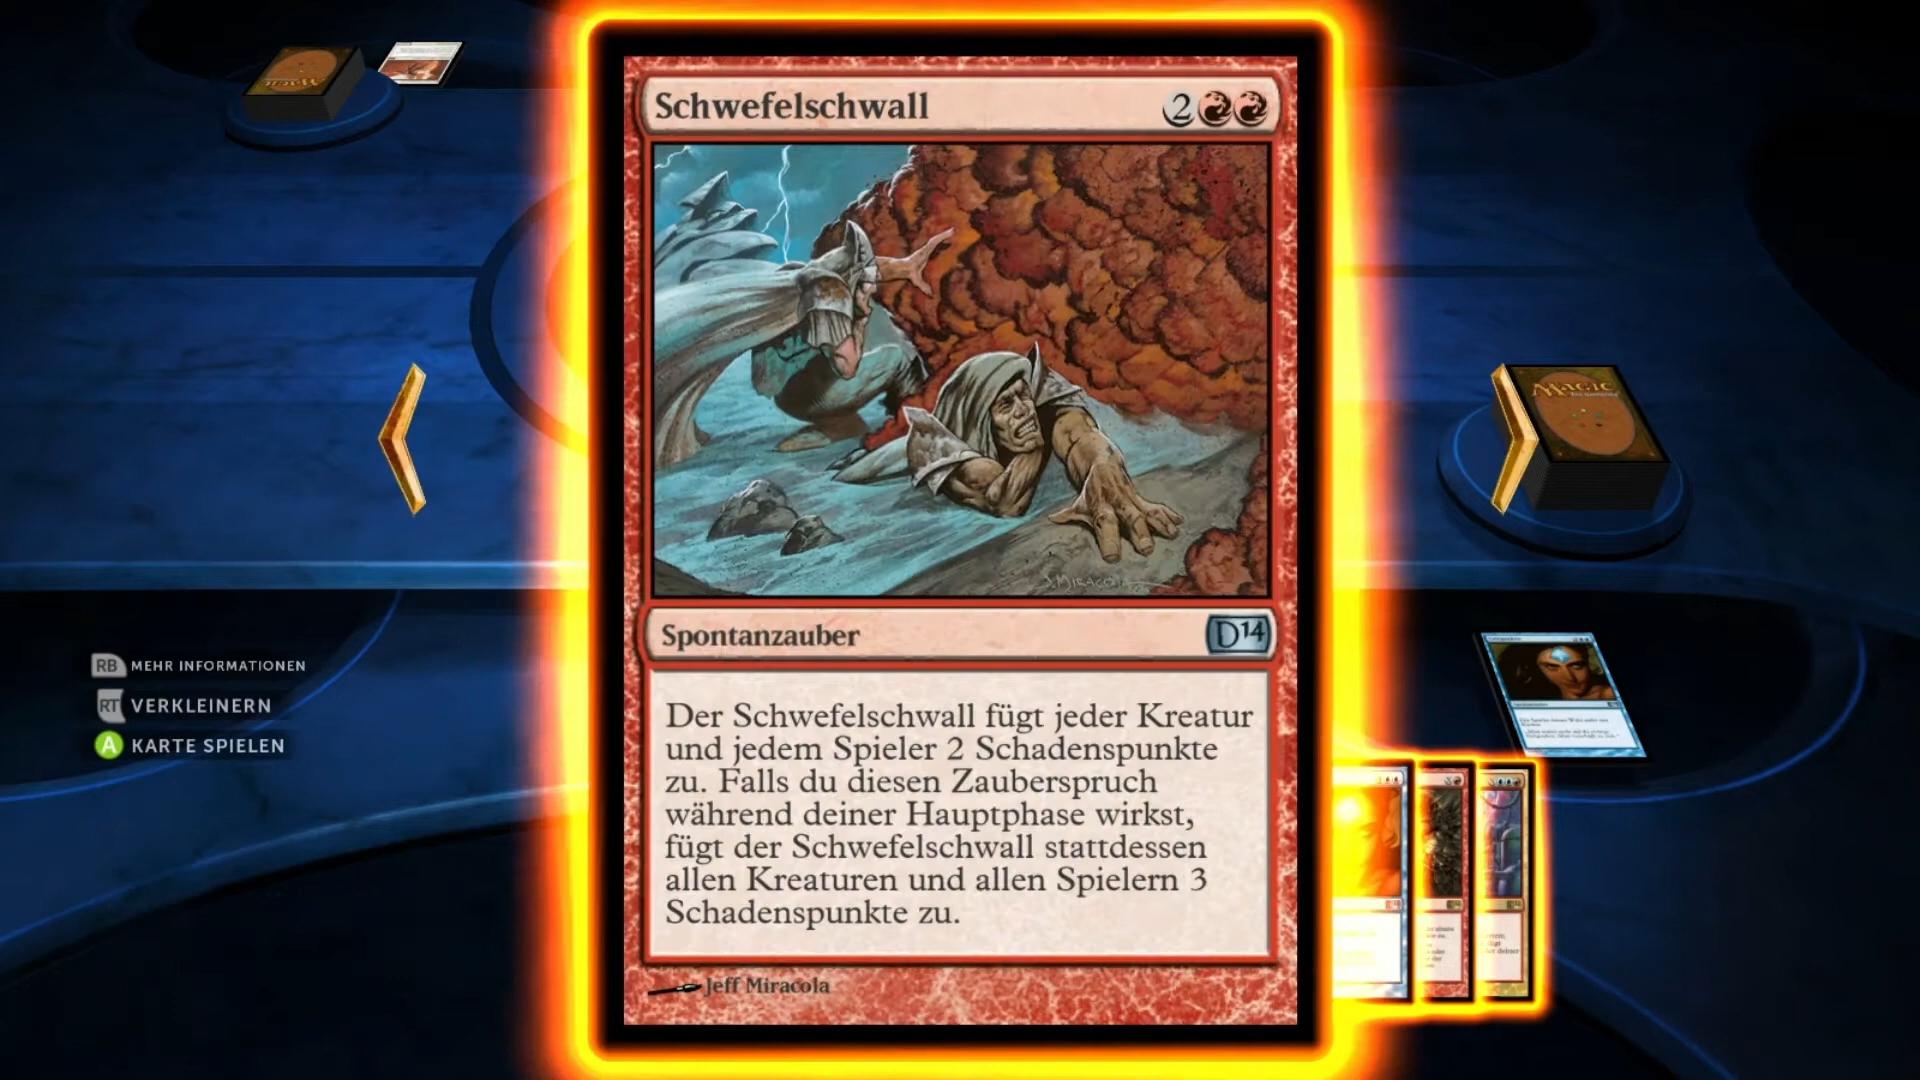 Schwefelschwall 2
J. MIRACOLA
Spontanzauber D14
Der Schwefelschwall fügt jeder Kreatur
und jedem Spieler 2 Schadenspunkte
zu. Falls du diesen Zauberspruch
während deiner Hauptphase wirkst,
fügt der Schwefelschwall stattdessen
allen Kreaturen und allen Spielern 3
Schadenspunkte zu.
Jeff Miracola
RB MEHR INFORMATIONEN
RT VERKLEINERN
A KARTE SPIELEN
MAGIC